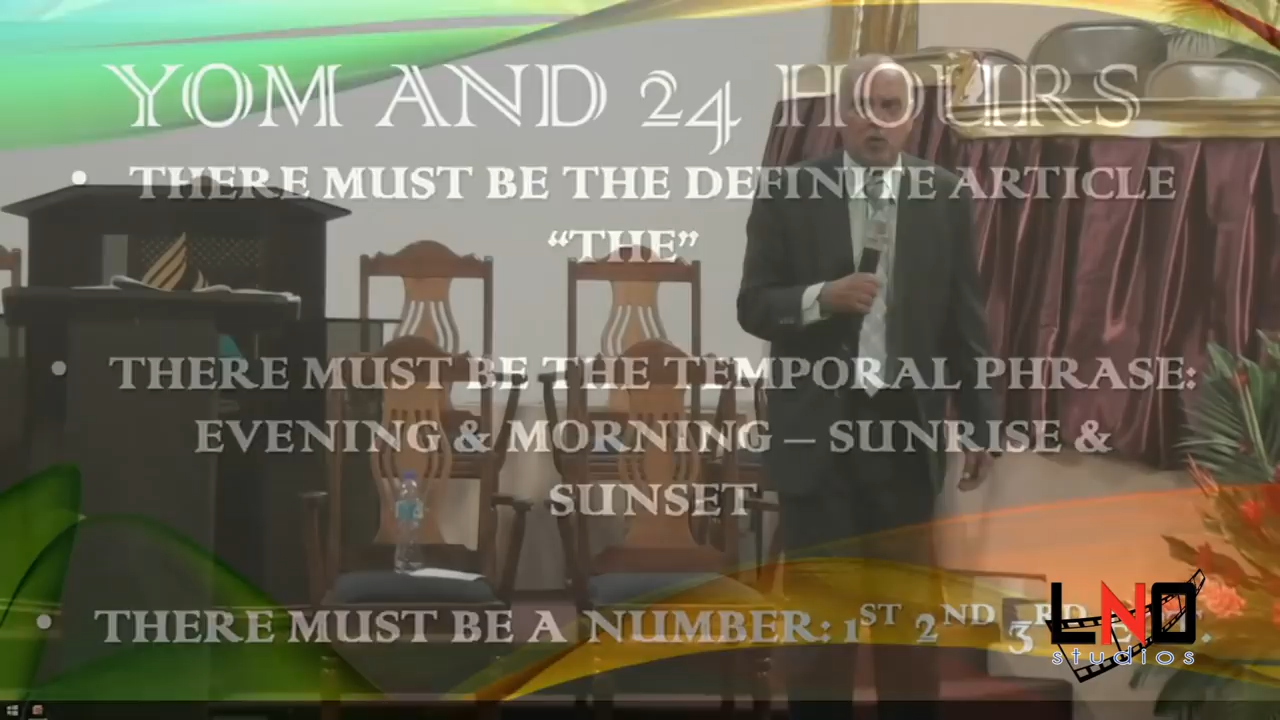 YOM AND 24 HOURS
• THERE MUST BE THE DEFINITE ARTICLE
“THE”
• THERE MUST BE THE TEMPORAL PHRASE:
EVENING & MORNING – SUNRISE &
SUNSET
• THERE MUST BE A NUMBER: 1ST 2ND 3RD
LNO
studios